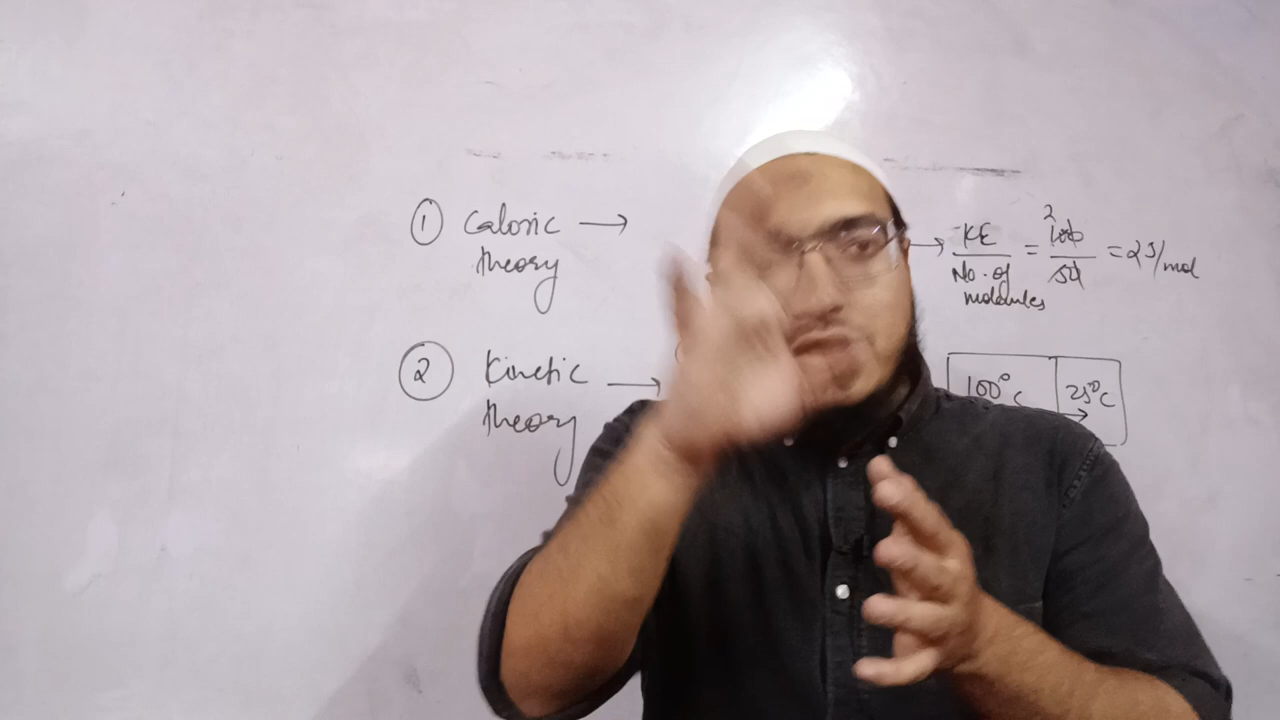 ① Caloric →
theory
→ KE / No. of molecules = 100 / 50 = 2J/mol
2
② Kinetic →
theory
100°C 25°C
→